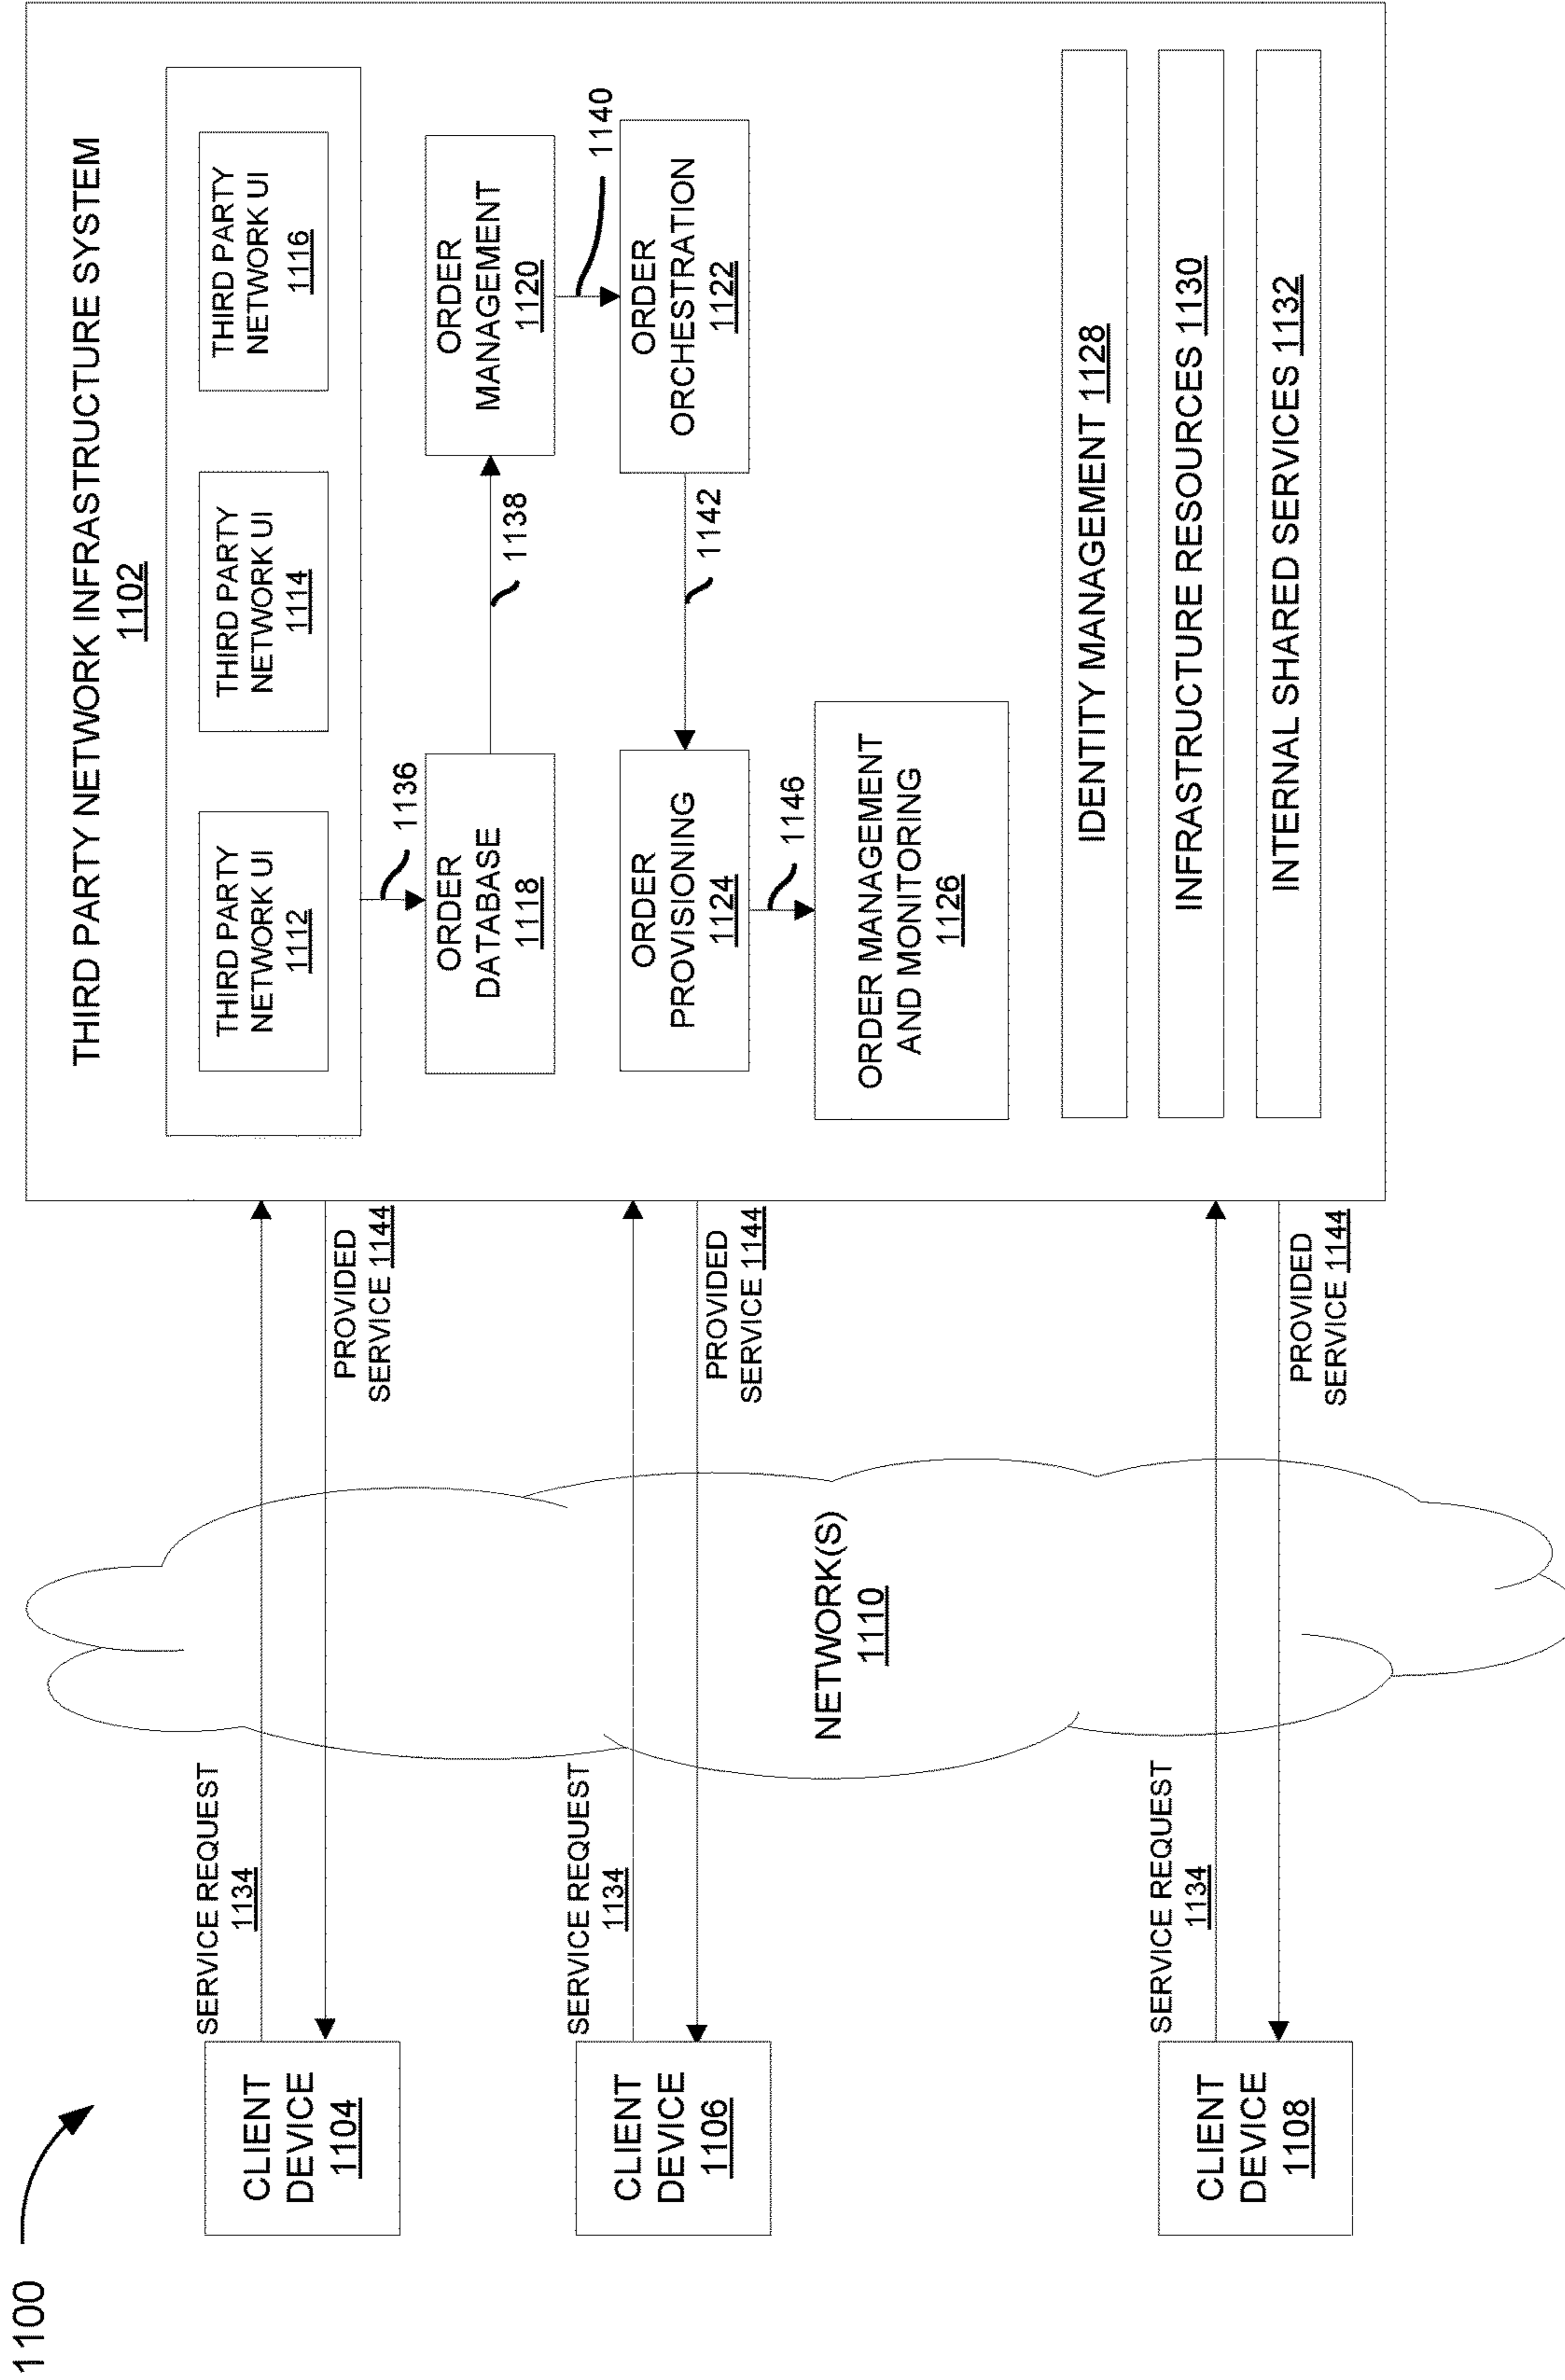 1100
CLIENT
DEVICE
1104
CLIENT
DEVICE
1106
CLIENT
DEVICE
1108
SERVICE REQUEST
1134
SERVICE REQUEST
1134
SERVICE REQUEST
1134
NETWORK(S)
1110
PROVIDED
SERVICE 1144
PROVIDED
SERVICE 1144
PROVIDED
SERVICE 1144
THIRD PARTY NETWORK INFRASTRUCTURE SYSTEM
1102
THIRD PARTY
NETWORK UI
1112
THIRD PARTY
NETWORK UI
1114
THIRD PARTY
NETWORK UI
1116
1136
ORDER
DATABASE
1118
1138
ORDER
MANAGEMENT
1120
1140
ORDER
ORCHESTRATION
1122
1142
ORDER
PROVISIONING
1124
1146
ORDER MANAGEMENT
AND MONITORING
1126
IDENTITY MANAGEMENT 1128
INFRASTRUCTURE RESOURCES 1130
INTERNAL SHARED SERVICES 1132